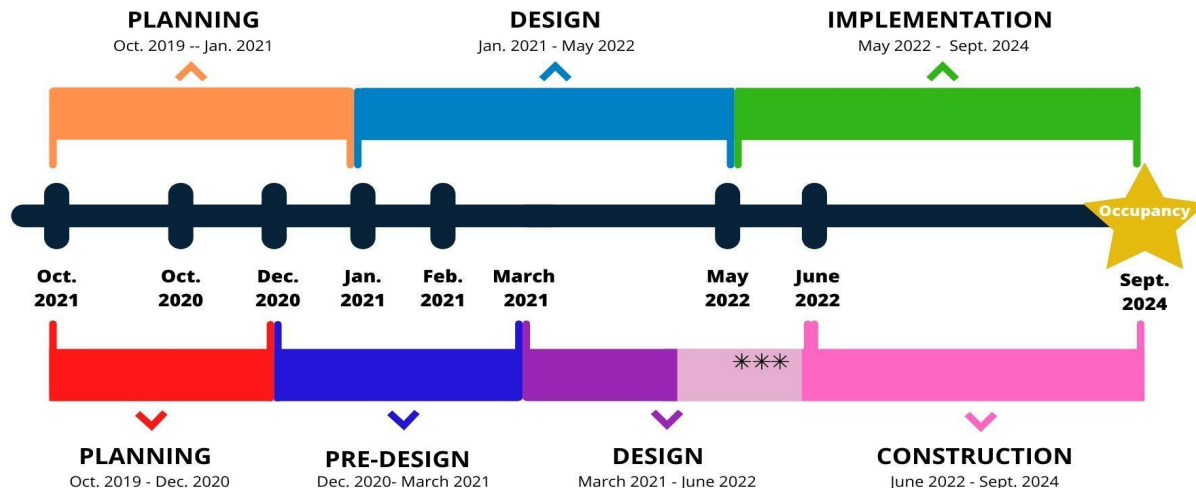 PLANNING
Oct. 2019 -- Jan. 2021
DESIGN
Jan. 2021 - May 2022
IMPLEMENTATION
May 2022 - Sept. 2024
Occupancy
Oct.
2021
Oct.
2020
Dec.
2020
Jan.
2021
Feb.
2021
March
2021
May
2022
June
2022
Sept.
2024
***
PLANNING
Oct. 2019 - Dec. 2020
PRE-DESIGN
Dec. 2020- March 2021
DESIGN
March 2021 - June 2022
CONSTRUCTION
June 2022 - Sept. 2024